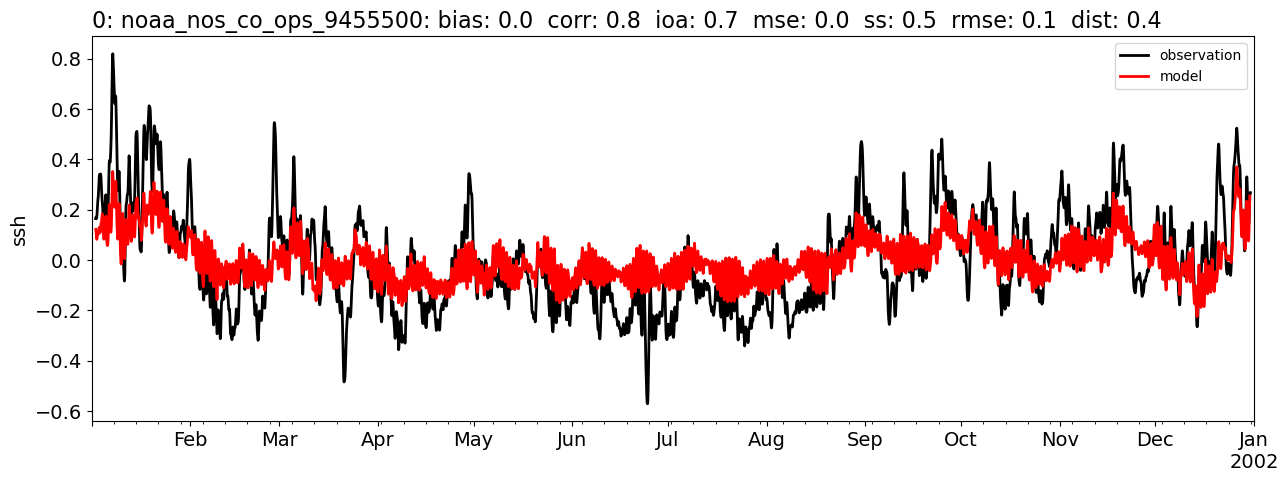 0: noaa_nos_co_ops_9455500: bias: 0.0  corr: 0.8  ioa: 0.7  mse: 0.0  ss: 0.5  rmse: 0.1  dist: 0.4
observation
model
0.8
0.6
0.4
0.2
0.0
−0.2
−0.4
−0.6
ssh
Feb Mar Apr May Jun Jul Aug Sep Oct Nov Dec Jan
2002